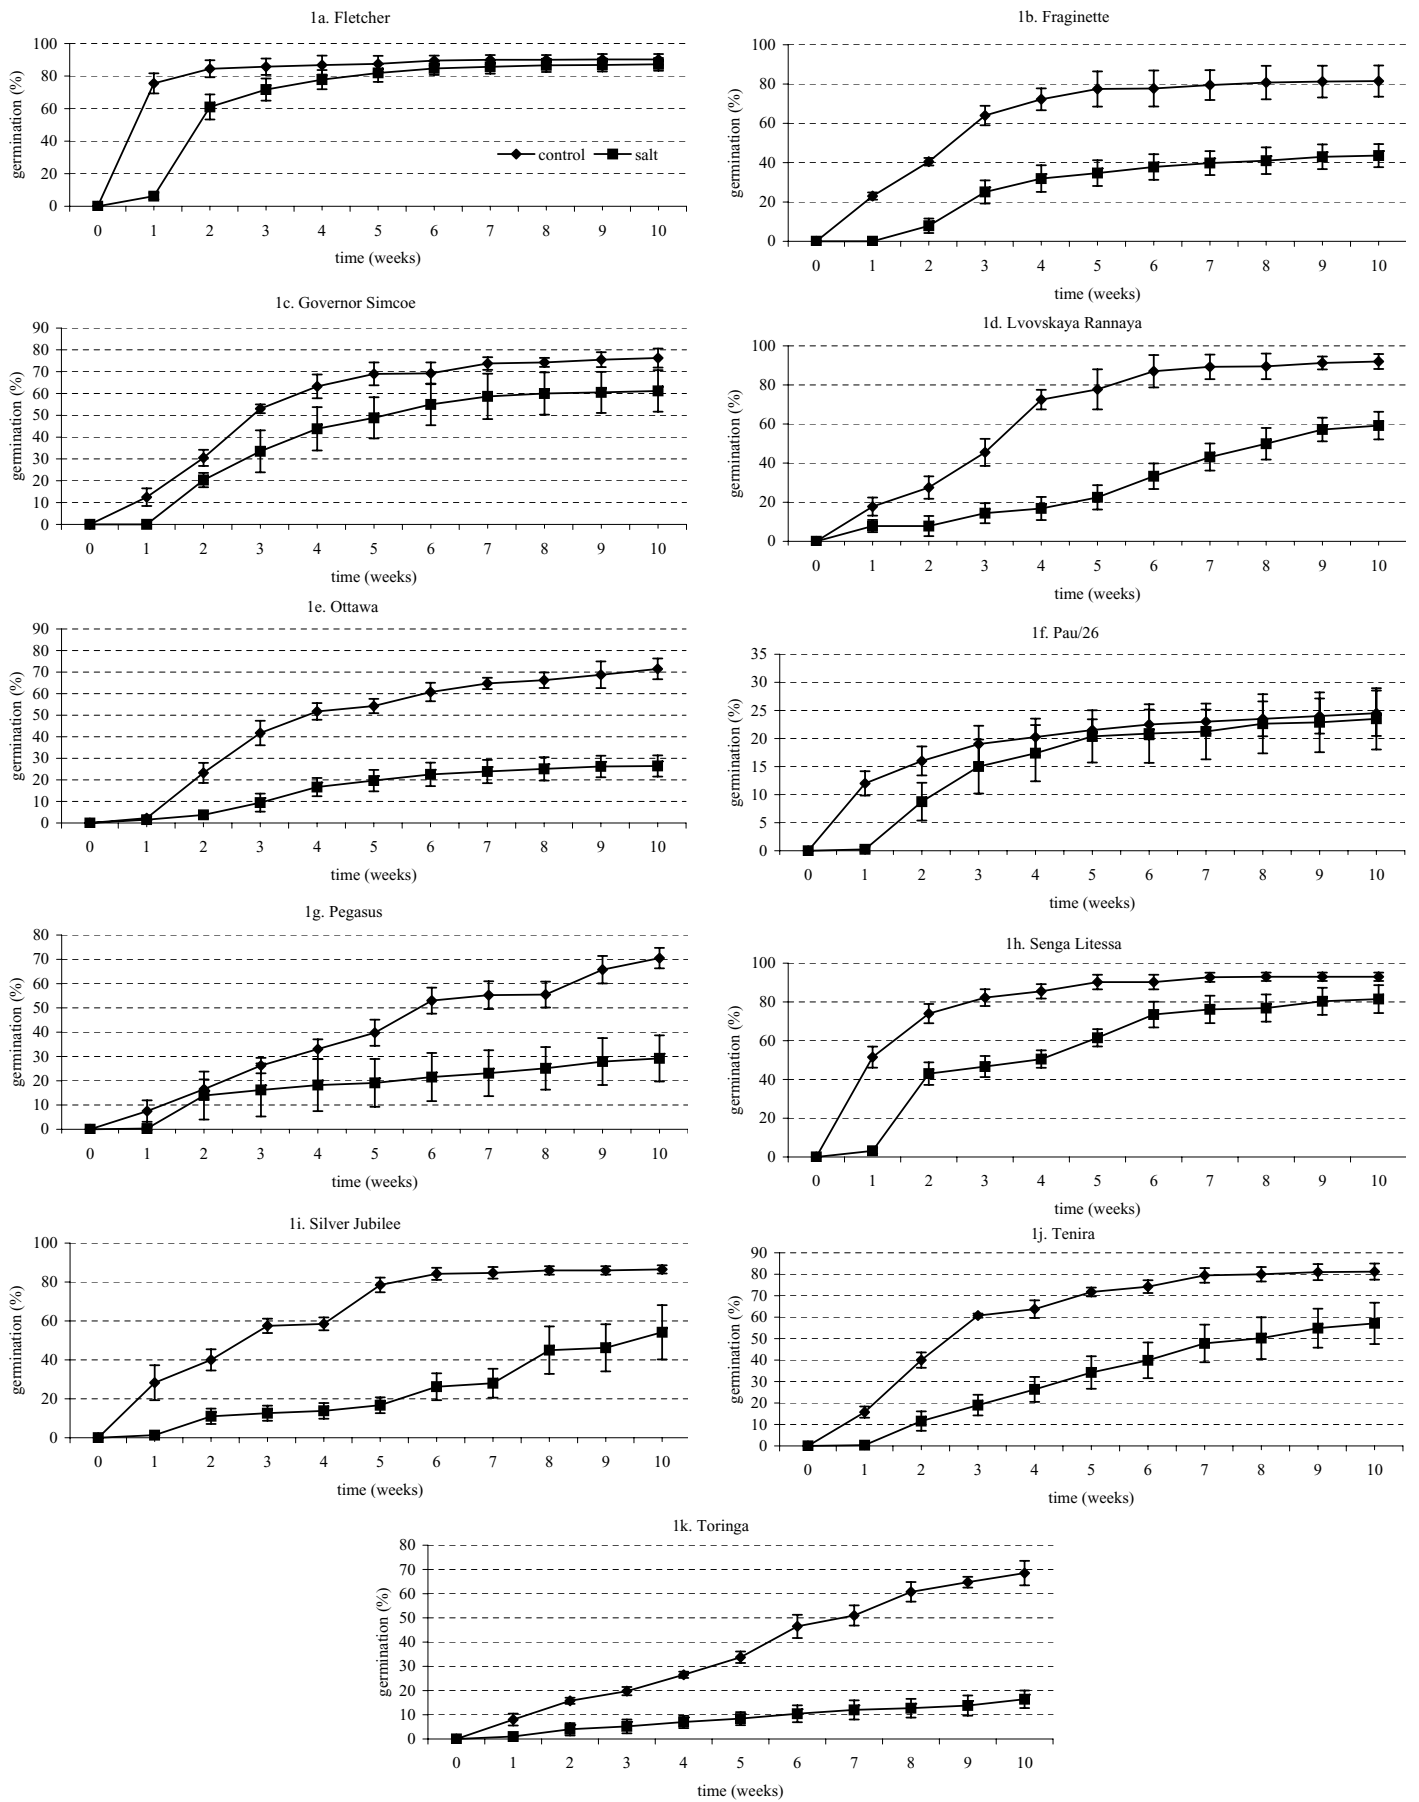 1a. Fletcher
germination (%)
100
80
60
40
20
0
control salt
0 1 2 3 4 5 6 7 8 9 10
time (weeks)
1b. Fraginette
germination (%)
100
80
60
40
20
0
0 1 2 3 4 5 6 7 8 9 10
time (weeks)
1c. Governor Simcoe
germination (%)
90
80
70
60
50
40
30
20
10
0
0 1 2 3 4 5 6 7 8 9 10
time (weeks)
1d. Lvovskaya Rannaya
germination (%)
100
80
60
40
20
0
0 1 2 3 4 5 6 7 8 9 10
time (weeks)
1e. Ottawa
germination (%)
90
80
70
60
50
40
30
20
10
0
0 1 2 3 4 5 6 7 8 9 10
time (weeks)
1f. Pau/26
germination (%)
35
30
25
20
15
10
5
0
0 1 2 3 4 5 6 7 8 9 10
time (weeks)
1g. Pegasus
germination (%)
80
70
60
50
40
30
20
10
0
0 1 2 3 4 5 6 7 8 9 10
time (weeks)
1h. Senga Litessa
germination (%)
100
80
60
40
20
0
0 1 2 3 4 5 6 7 8 9 10
time (weeks)
1i. Silver Jubilee
germination (%)
100
80
60
40
20
0
0 1 2 3 4 5 6 7 8 9 10
time (weeks)
1j. Tenira
germination (%)
90
80
70
60
50
40
30
20
10
0
0 1 2 3 4 5 6 7 8 9 10
time (weeks)
1k. Toringa
germination (%)
80
70
60
50
40
30
20
10
0
0 1 2 3 4 5 6 7 8 9 10
time (weeks)